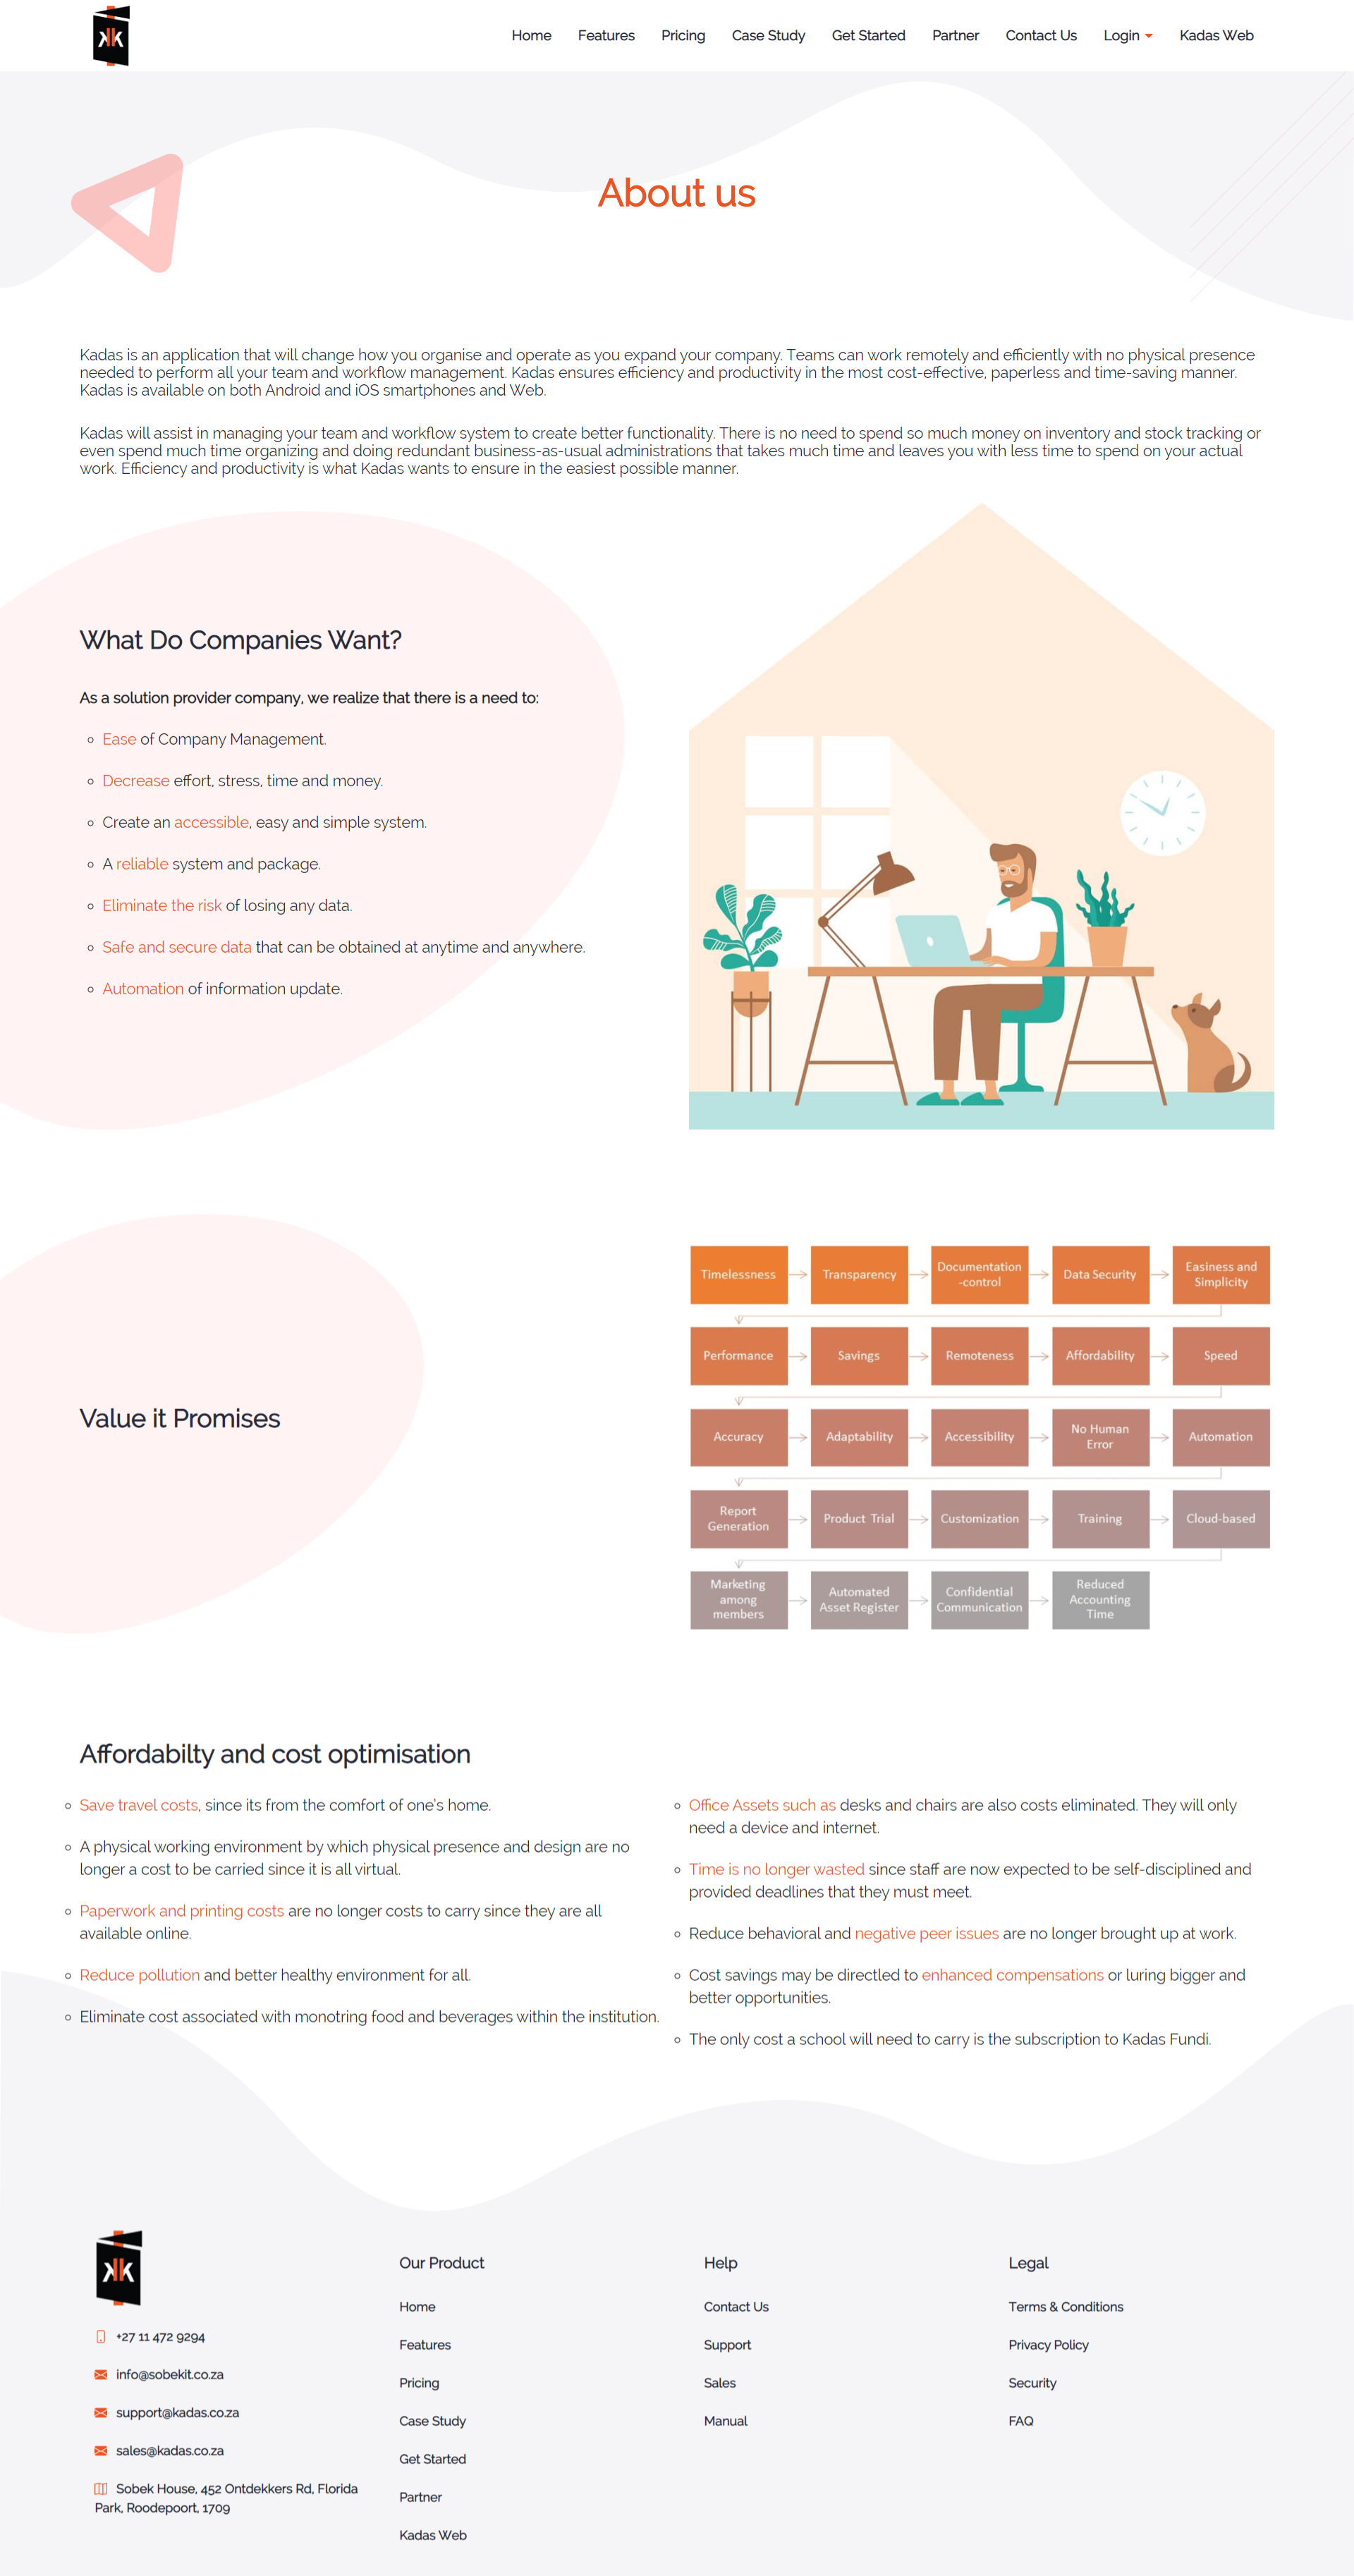 KK
Home Features Pricing Case Study Get Started Partner Contact Us Login Kadas Web
About us
Kadas is an application that will change how you organise and operate as you expand your company. Teams can work remotely and efficiently with no physical presence
needed to perform all your team and workflow management. Kadas ensures efficiency and productivity in the most cost-effective, paperless and time-saving manner.
Kadas is available on both Android and iOS smartphones and Web.
Kadas will assist in managing your team and workflow system to create better functionality. There is no need to spend so much money on inventory and stock tracking or
even spend much time organizing and doing redundant business-as-usual administrations that takes much time and leaves you with less time to spend on your actual
work. Efficiency and productivity is what Kadas wants to ensure in the easiest possible manner.
What Do Companies Want?
As a solution provider company, we realize that there is a need to:
Ease of Company Management.
Decrease effort, stress, time and money.
Create an accessible, easy and simple system.
A reliable system and package.
Eliminate the risk of losing any data.
Safe and secure data that can be obtained at anytime and anywhere.
Automation of information update.
Value it Promises
Timelessness
Transparency
Documentation
-control
Data Security
Easiness and
Simplicity
Performance
Savings
Remoteness
Affordability
Speed
Accuracy
Adaptability
Accessibility
No Human
Error
Automation
Report
Generation
Product Trial
Customization
Training
Cloud-based
Marketing
among
members
Automated
Asset Register
Confidential
Communication
Reduced
Accounting
Time
Affordabilty and cost optimisation
Save travel costs, since its from the comfort of one's home.
A physical working environment by which physical presence and design are no
longer a cost to be carried since it is all virtual.
Paperwork and printing costs are no longer costs to carry since they are all
available online.
Reduce pollution and better healthy environment for all.
Eliminate cost associated with monotring food and beverages within the institution.
Office Assets such as desks and chairs are also costs eliminated. They will only
need a device and internet.
Time is no longer wasted since staff are now expected to be self-disciplined and
provided deadlines that they must meet.
Reduce behavioral and negative peer issues are no longer brought up at work.
Cost savings may be directled to enhanced compensations or luring bigger and
better opportunities.
The only cost a school will need to carry is the subscription to Kadas Fundi.
KK
+27 11 472 9294
info@sobekit.co.za
support@kadas.co.za
sales@kadas.co.za
Sobek House, 452 Ontdekkers Rd, Florida
Park, Roodepoort, 1709
Our Product
Home
Features
Pricing
Case Study
Get Started
Partner
Kadas Web
Help
Contact Us
Support
Sales
Manual
Legal
Terms & Conditions
Privacy Policy
Security
FAQ